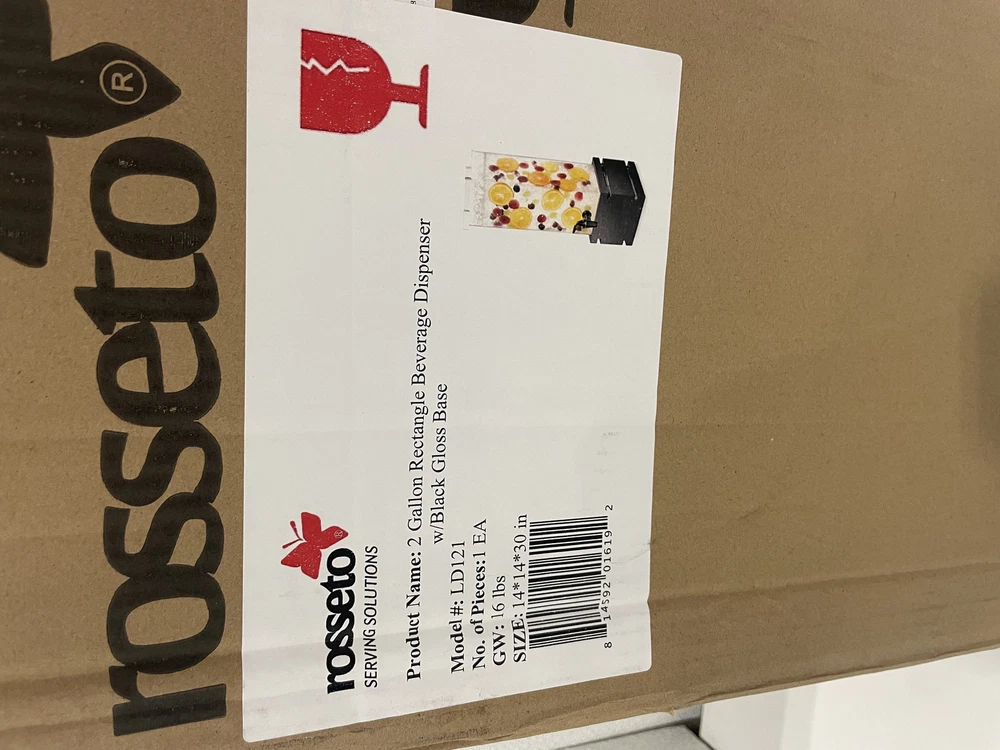 rosseto®
rosseto®
SERVING SOLUTIONS
Product Name: 2 Gallon Rectangle Beverage Dispenser
w/Black Gloss Base
Model #: LD121
No. of Pieces:1 EA
GW: 16 lbs
SIZE: 14*14*30 in
8 14592 01619 2